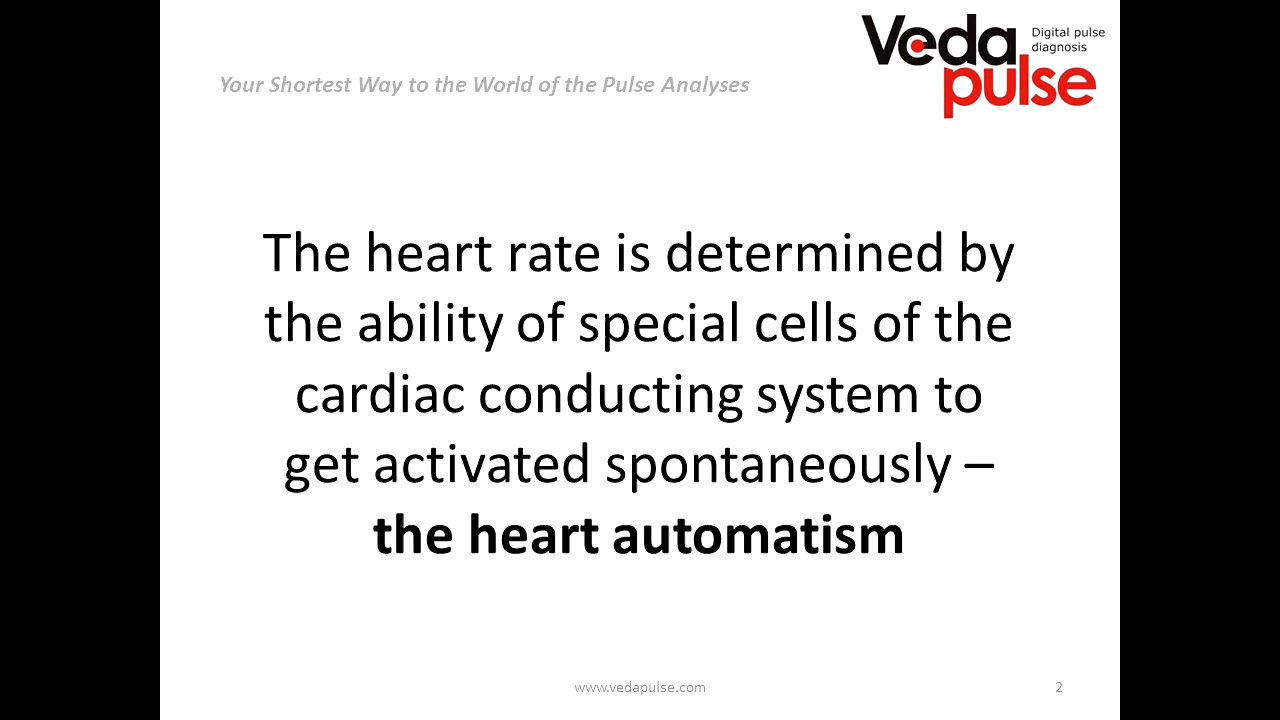 Your Shortest Way to the World of the Pulse Analyses
Veda
pulse
Digital pulse
diagnosis
The heart rate is determined by
the ability of special cells of the
cardiac conducting system to
get activated spontaneously –
the heart automatism
www.vedapulse.com
2